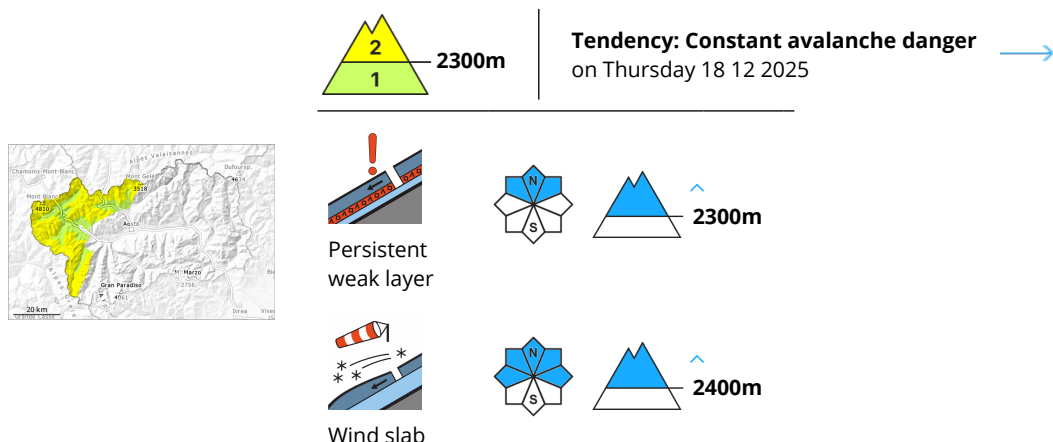 2
1
2300m
Tendency: Constant avalanche danger
on Thursday 18 12 2025
Alpes Valaisannes
Chamonix-Mont-Blanc
Mont Gelé
3518
Dufoursp.
Mont Blanc
4810
Aosta
M. Marzo
2756
Gran Paradiso
4061
20 km
Ivrea
N
S
2300m
Persistent
weak layer
N
S
2400m
Wind slab